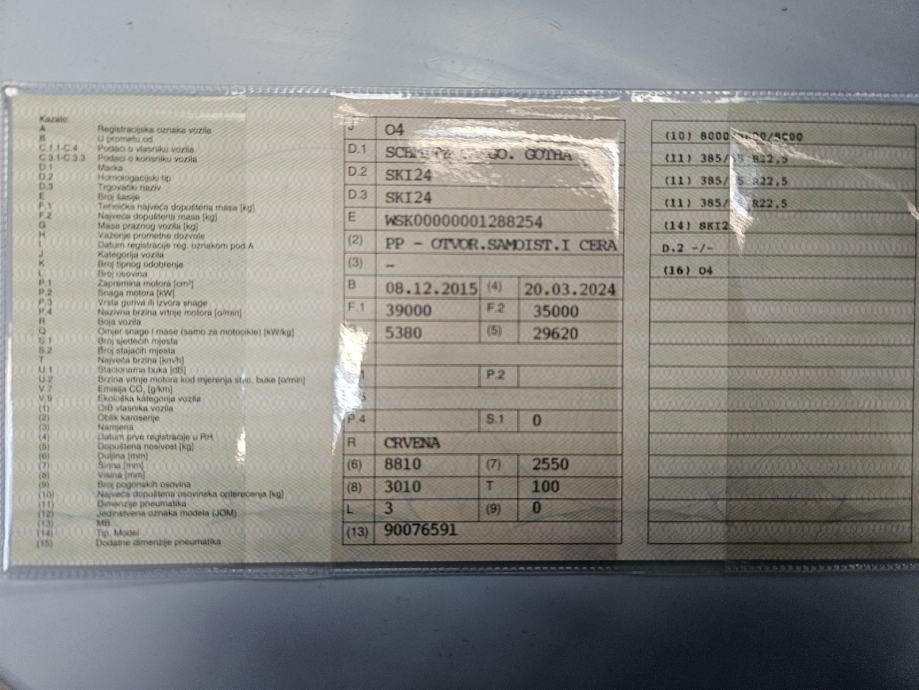 Kazalo:
A Registracijska oznaka vozila
B U prometu od
C.1.1-C.4 Podaci o vlasniku vozila
C.3.1-C.3.3 Podaci o korisniku vozila
D.1 Marka
D.2 Homologacijski tip
D.3 Trgovački naziv
E Broj šasije
F.1 Tehnička najveća dopuštena masa [kg]
F.2 Najveća dopuštena masa [kg]
G Masa praznog vozila [kg]
H Važenje prometne dozvole
I Datum registracije reg. oznakom pod A
J Kategorija vozila
K Broj tipnog odobrenja
L Broj osovina
P.1 Zapremina motora [cm³]
P.2 Snaga motora [kW]
P.3 Vrsta goriva ili izvora snage
P.4 Nazivna brzina vrtnje motora [o/min]
R Boja vozila
Q Omjer snage i mase (samo za motocikle) [kW/kg]
S.1 Broj sjedećih mjesta
S.2 Broj stajaćih mjesta
T Najveća brzina [km/h]
U.1 Stacionarna buka [dB]
U.2 Brzina vrtnje motora kod mjerenja stac. buke [o/min]
V.7 Emisija CO₂ [g/km]
V.9 Ekološka kategorija vozila
(1) OIB vlasnika vozila
(2) Oblik karoserije
(3) Namjena
(4) Datum prve registracije u RH
(5) Dopuštena nosivost [kg]
(6) Duljina [mm]
(7) Širina [mm]
(8) Visina [mm]
(9) Broj pogonskih osovina
(10) Najveća dopuštena osovinska opterećenja [kg]
(11) Dimenzije pneumatika
(12) Jedinstvena oznaka modela (JOM)
(13) MB
(14) Tip, Model
(15) Dodatne dimenzije pneumatika
J O4
D.1 GO. GOTHA
D.2 SKI24
D.3 SKI24
E WSK00000001288254
(2) PP - OTVOR.SAMOIST.I CERA
(3) -
B 08.12.2015 (4) 20.03.2024
F.1 39000 F.2 35000
5380 (5) 29620
P.2
P.4 S.1 0
R CRVENA
(6) 8810 (7) 2550
(8) 3010 T 100
L 3 (9) 0
(13) 90076591
(10) 8000
(11) 385/ R22,5
(11) 385/ R22,5
(11) 385/ R22,5
(14) SKI2
D.2 -/-
(16) O4